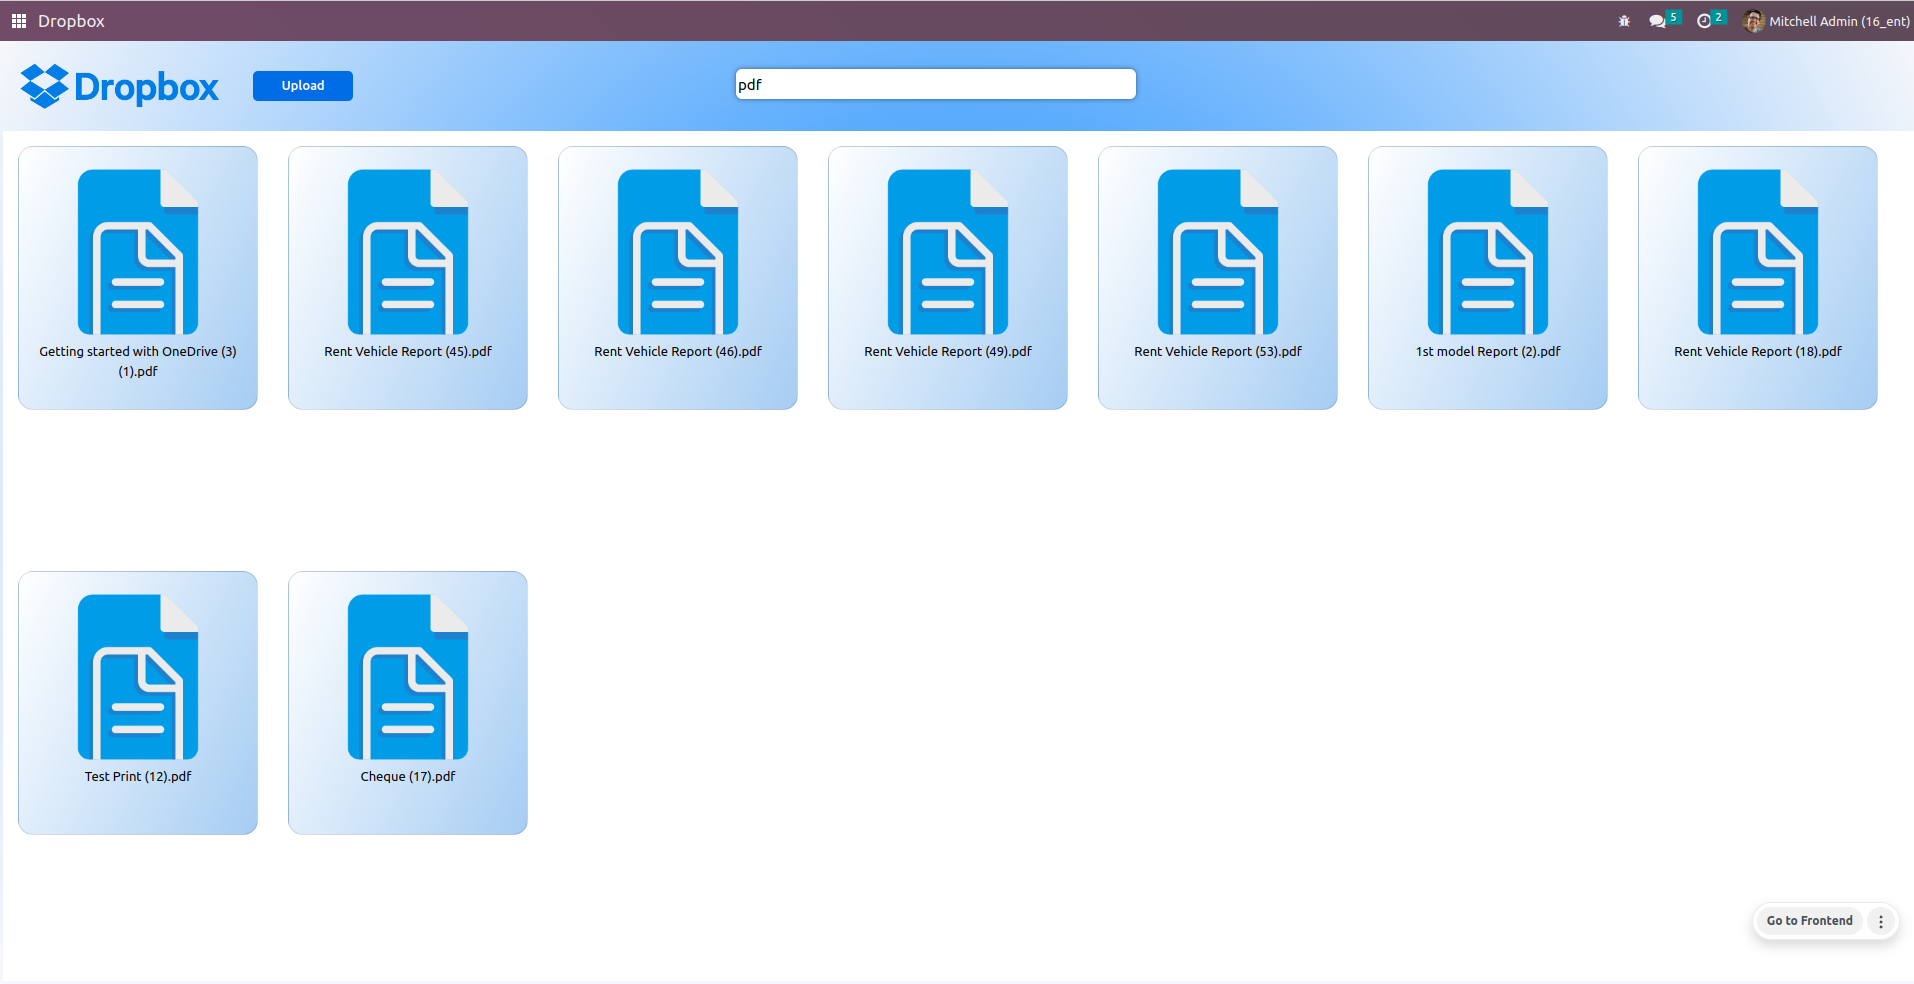 Dropbox
5
2
Mitchell Admin (16_ent)
Dropbox
Upload
pdf
Getting started with OneDrive (3)
(1).pdf
Rent Vehicle Report (45).pdf
Rent Vehicle Report (46).pdf
Rent Vehicle Report (49).pdf
Rent Vehicle Report (53).pdf
1st model Report (2).pdf
Rent Vehicle Report (18).pdf
Test Print (12).pdf
Cheque (17).pdf
Go to Frontend